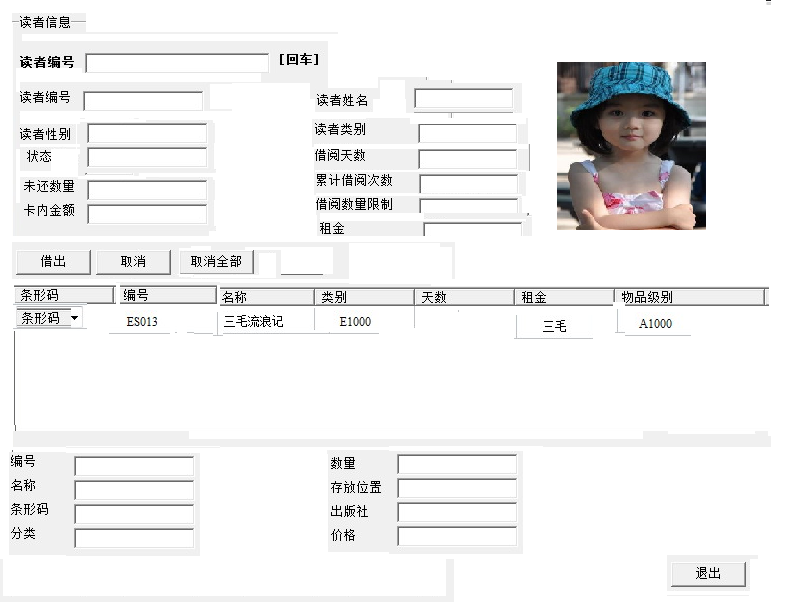 读者信息
读者编号 [回车]
读者编号 读者姓名
读者性别 读者类别
状态 借阅天数
未还数量 累计借阅次数
卡内金额 借阅数量限制
租金
借出 取消 取消全部
条形码 编号 名称 类别 天数 租金 物品级别
条形码 ES013 三毛流浪记 E1000 三毛 A1000
编号 数量
名称 存放位置
条形码 出版社
分类 价格
退出